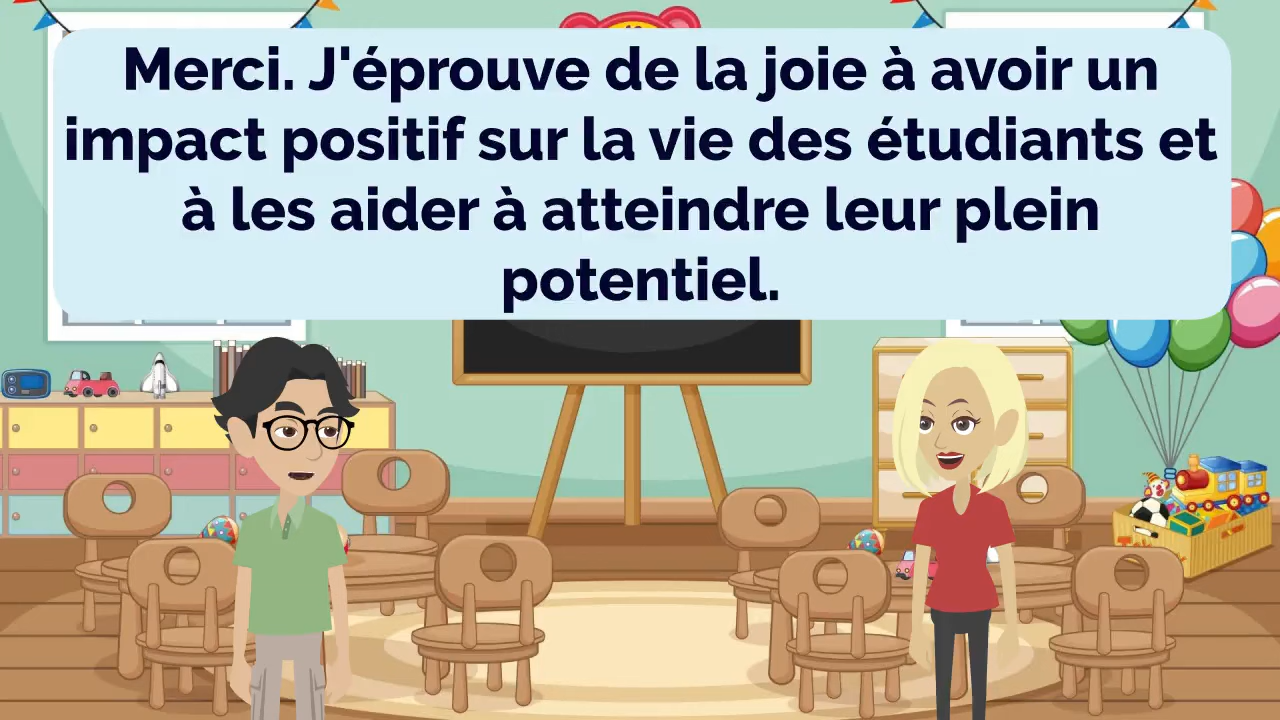 Merci. J'éprouve de la joie à avoir un
impact positif sur la vie des étudiants et
à les aider à atteindre leur plein
potentiel.